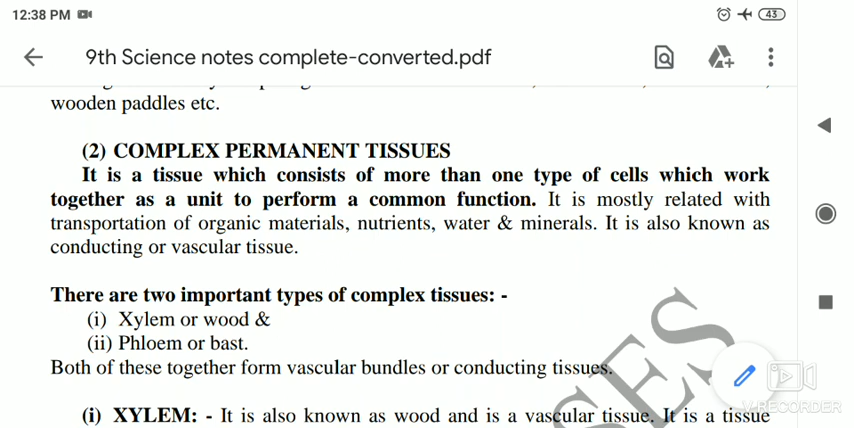 12:38 PM
43
9th Science notes complete-converted.pdf
wooden paddles etc.
(2) COMPLEX PERMANENT TISSUES
It is a tissue which consists of more than one type of cells which work
together as a unit to perform a common function. It is mostly related with
transportation of organic materials, nutrients, water & minerals. It is also known as
conducting or vascular tissue.
There are two important types of complex tissues: -
(i) Xylem or wood &
(ii) Phloem or bast.
Both of these together form vascular bundles or conducting tissues.
(i) XYLEM: - It is also known as wood and is a vascular tissue. It is a tissue
SES
V RECORDER